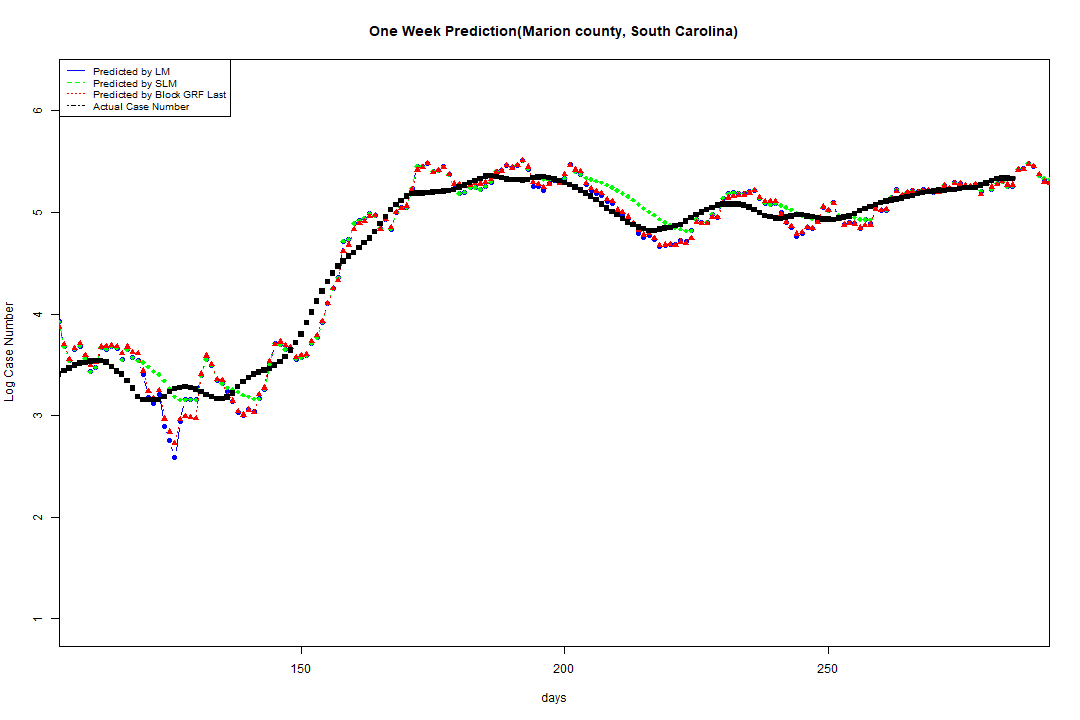 One Week Prediction(Marion county, South Carolina)
Predicted by LM
Predicted by SLM
Predicted by Block GRF Last
Actual Case Number
6
5
4
3
2
1
Log Case Number
150
200
250
days